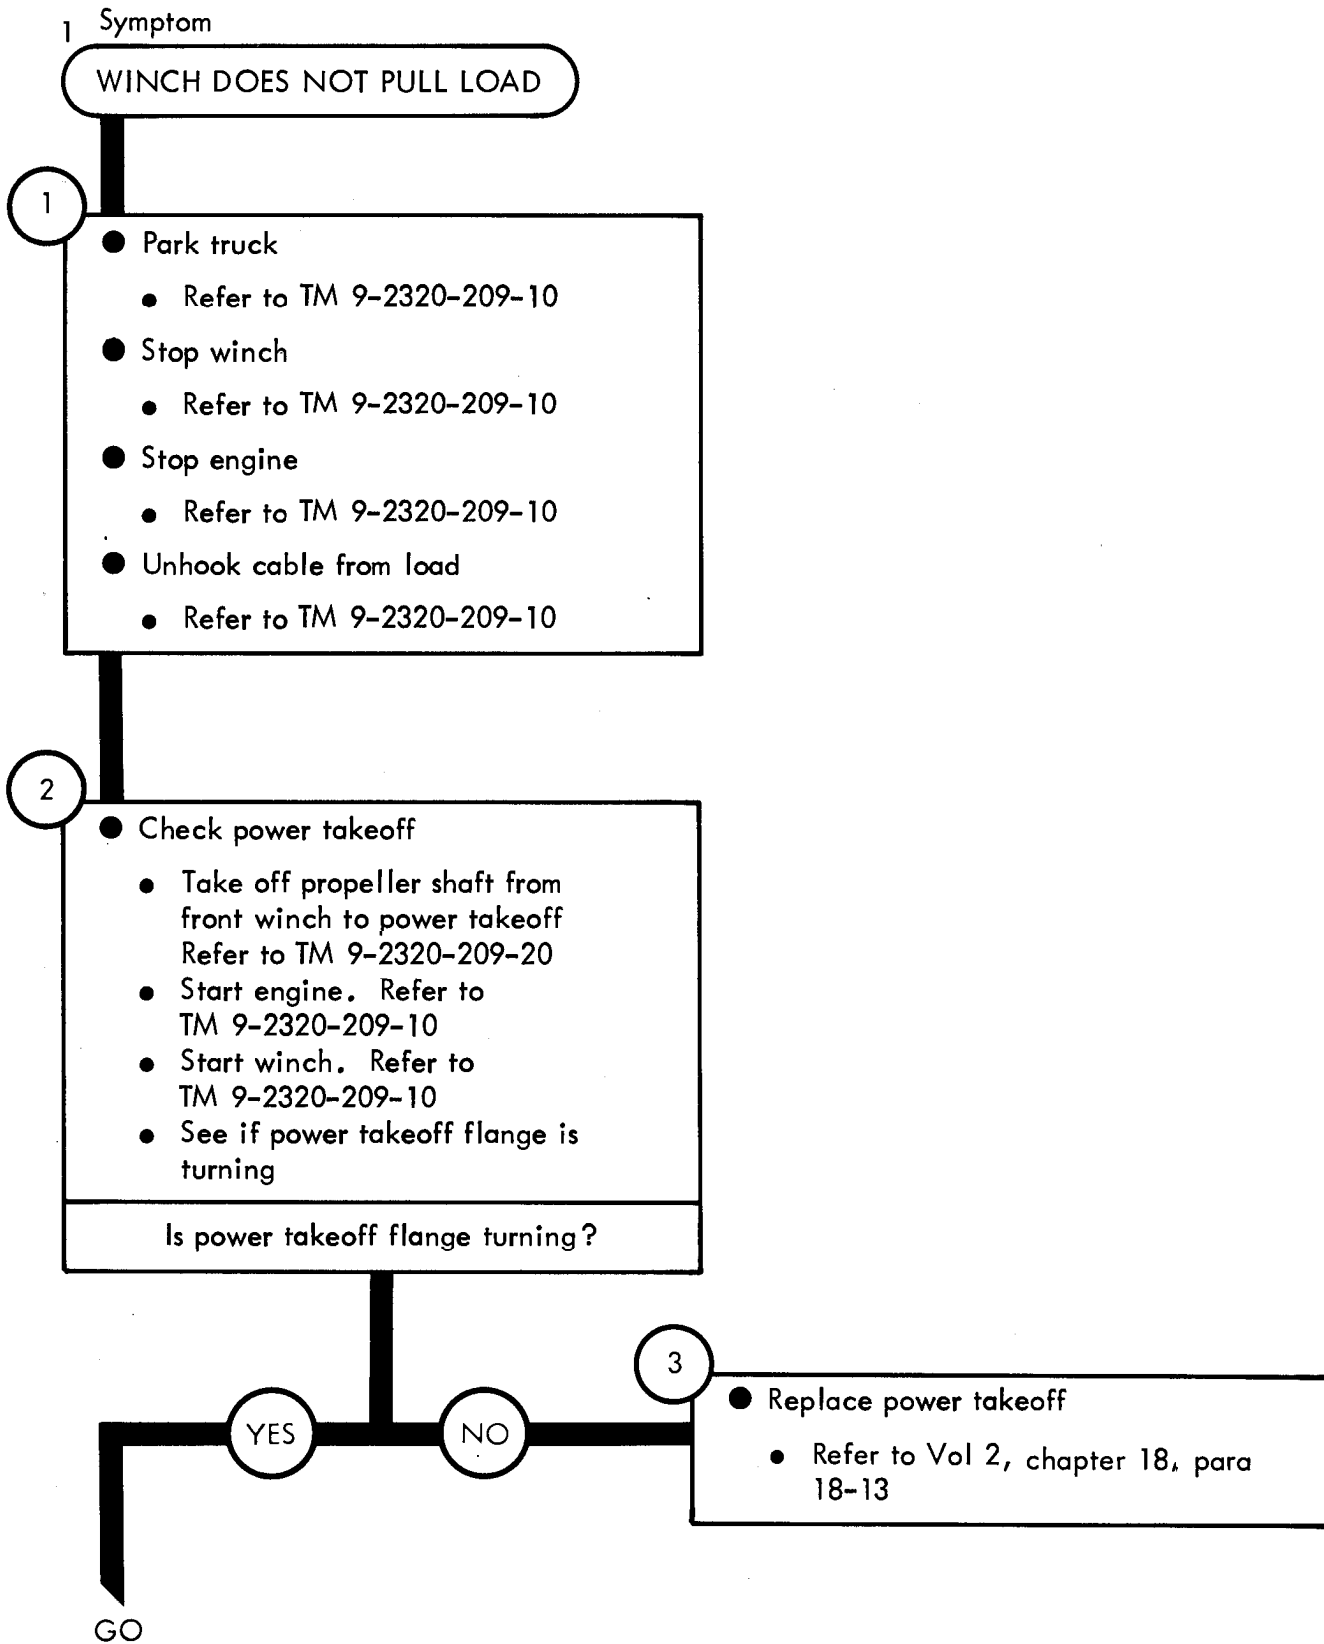 1 Symptom
WINCH DOES NOT PULL LOAD
1
● Park truck
● Refer to TM 9-2320-209-10
● Stop winch
● Refer to TM 9-2320-209-10
● Stop engine
● Refer to TM 9-2320-209-10
● Unhook cable from load
● Refer to TM 9-2320-209-10
2
● Check power takeoff
● Take off propeller shaft from
front winch to power takeoff
Refer to TM 9-2320-209-20
● Start engine. Refer to
TM 9-2320-209-10
● Start winch. Refer to
TM 9-2320-209-10
● See if power takeoff flange is
turning
Is power takeoff flange turning?
YES
NO
3
● Replace power takeoff
● Refer to Vol 2, chapter 18, para
18-13
GO